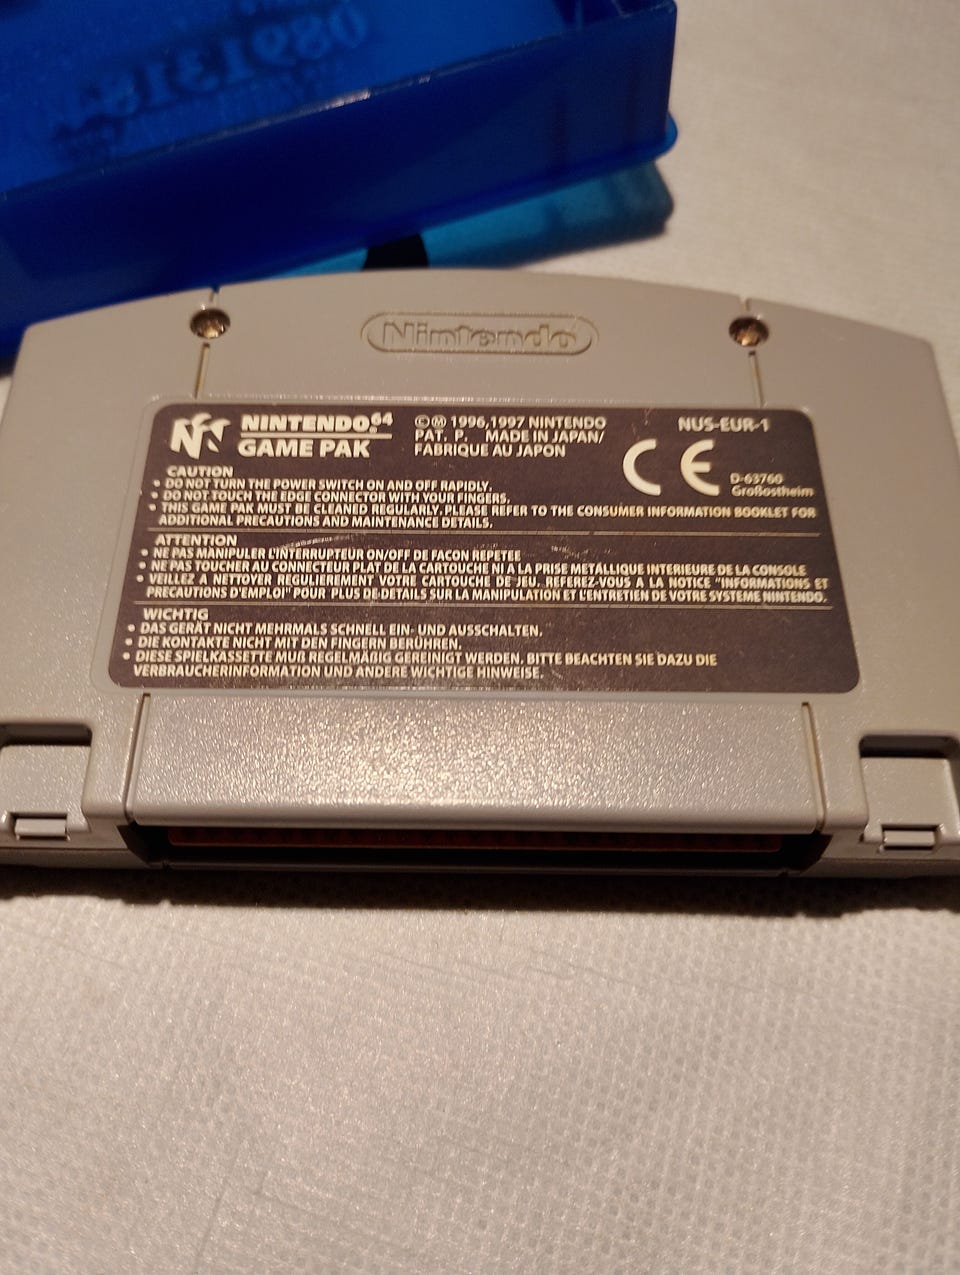 0861318
Nintendo
NINTENDO64
GAME PAK
©Ⓜ 1996,1997 NINTENDO
PAT. P. MADE IN JAPAN/
FABRIQUE AU JAPON
NUS-EUR-1
CE
D-63760
Großostheim
CAUTION
• DO NOT TURN THE POWER SWITCH ON AND OFF RAPIDLY.
• DO NOT TOUCH THE EDGE CONNECTOR WITH YOUR FINGERS.
• THIS GAME PAK MUST BE CLEANED REGULARLY. PLEASE REFER TO THE CONSUMER INFORMATION BOOKLET FOR
ADDITIONAL PRECAUTIONS AND MAINTENANCE DETAILS.
ATTENTION
• NE PAS MANIPULER L'INTERRUPTEUR ON/OFF DE FACON REPETEE
• NE PAS TOUCHER AU CONNECTEUR PLAT DE LA CARTOUCHE NI A LA PRISE METÀLLIQUE INTERIEURE DE LA CONSOLE
• VEILLEZ A NETTOYER REGULIEREMENT VOTRE CARTOUCHE DE JEU. REFEREZ-VOUS A LA NOTICE "INFORMATIONS ET
PRECAUTIONS D'EMPLOI" POUR PLUS DE DETAILS SUR LA MANIPULATION ET L'ENTRETIEN DE VOTRE SYSTEME NINTENDO.
WICHTIG
• DAS GERÄT NICHT MEHRMALS SCHNELL EIN- UND AUSSCHALTEN.
• DIE KONTAKTE NICHT MIT DEN FINGERN BERÜHREN.
• DIESE SPIELKASSETTE MUß REGELMÄßIG GEREINIGT WERDEN. BITTE BEACHTEN SIE DAZU DIE
VERBRAUCHERINFORMATION UND ANDERE WICHTIGE HINWEISE.